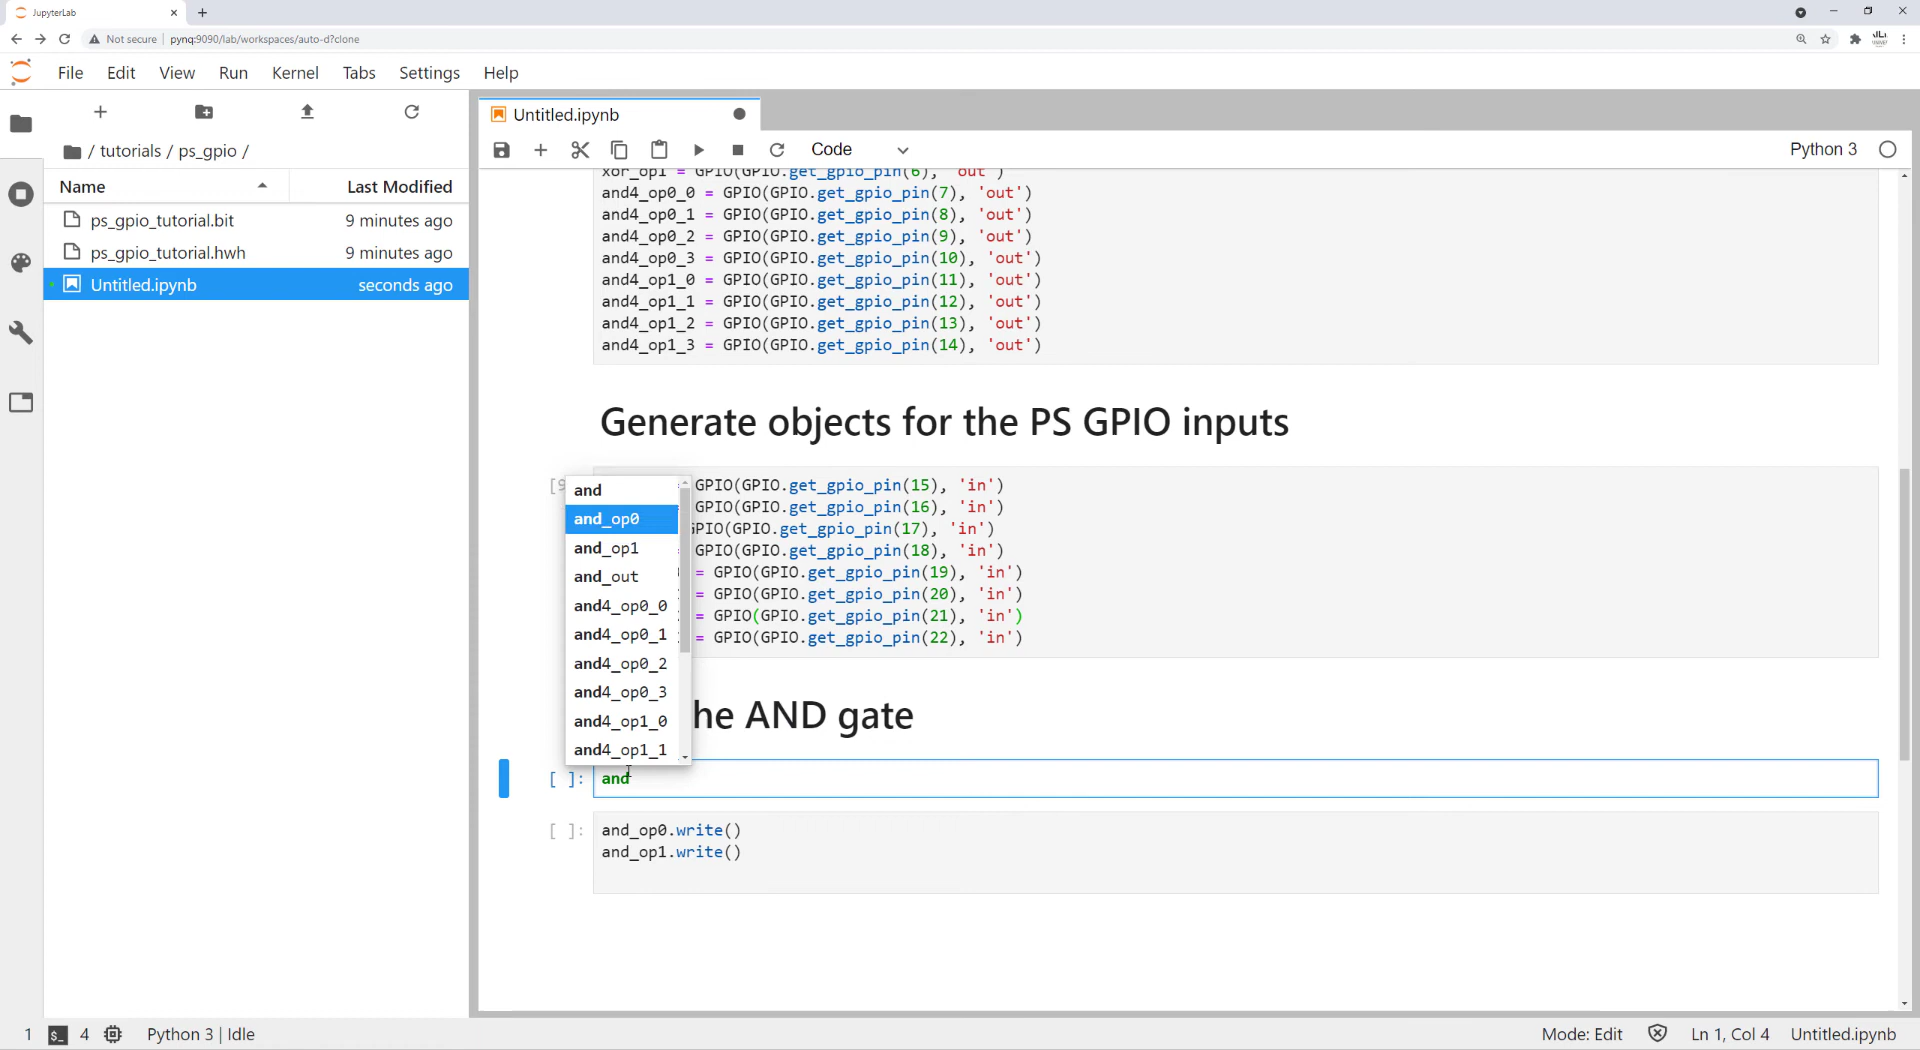 JupyterLab
Not secure pynq:9090/lab/workspaces/auto-d?clone
File Edit View Run Kernel Tabs Settings Help
/ tutorials / ps_gpio /
Name Last Modified
ps_gpio_tutorial.bit 9 minutes ago
ps_gpio_tutorial.hwh 9 minutes ago
Untitled.ipynb seconds ago
Untitled.ipynb
Code Python 3
xor_op1 = GPIO(GPIO.get_gpio_pin(6), 'out')
and4_op0_0 = GPIO(GPIO.get_gpio_pin(7), 'out')
and4_op0_1 = GPIO(GPIO.get_gpio_pin(8), 'out')
and4_op0_2 = GPIO(GPIO.get_gpio_pin(9), 'out')
and4_op0_3 = GPIO(GPIO.get_gpio_pin(10), 'out')
and4_op1_0 = GPIO(GPIO.get_gpio_pin(11), 'out')
and4_op1_1 = GPIO(GPIO.get_gpio_pin(12), 'out')
and4_op1_2 = GPIO(GPIO.get_gpio_pin(13), 'out')
and4_op1_3 = GPIO(GPIO.get_gpio_pin(14), 'out')
Generate objects for the PS GPIO inputs
[9
GPIO(GPIO.get_gpio_pin(15), 'in')
GPIO(GPIO.get_gpio_pin(16), 'in')
GPIO(GPIO.get_gpio_pin(17), 'in')
GPIO(GPIO.get_gpio_pin(18), 'in')
= GPIO(GPIO.get_gpio_pin(19), 'in')
= GPIO(GPIO.get_gpio_pin(20), 'in')
= GPIO(GPIO.get_gpio_pin(21), 'in')
= GPIO(GPIO.get_gpio_pin(22), 'in')
and
and_op0
and_op1
and_out
and4_op0_0
and4_op0_1
and4_op0_2
and4_op0_3
and4_op1_0
and4_op1_1
he AND gate
[ ]: and
[ ]: and_op0.write()
and_op1.write()
1 $_ 4 Python 3 | Idle Mode: Edit Ln 1, Col 4 Untitled.ipynb